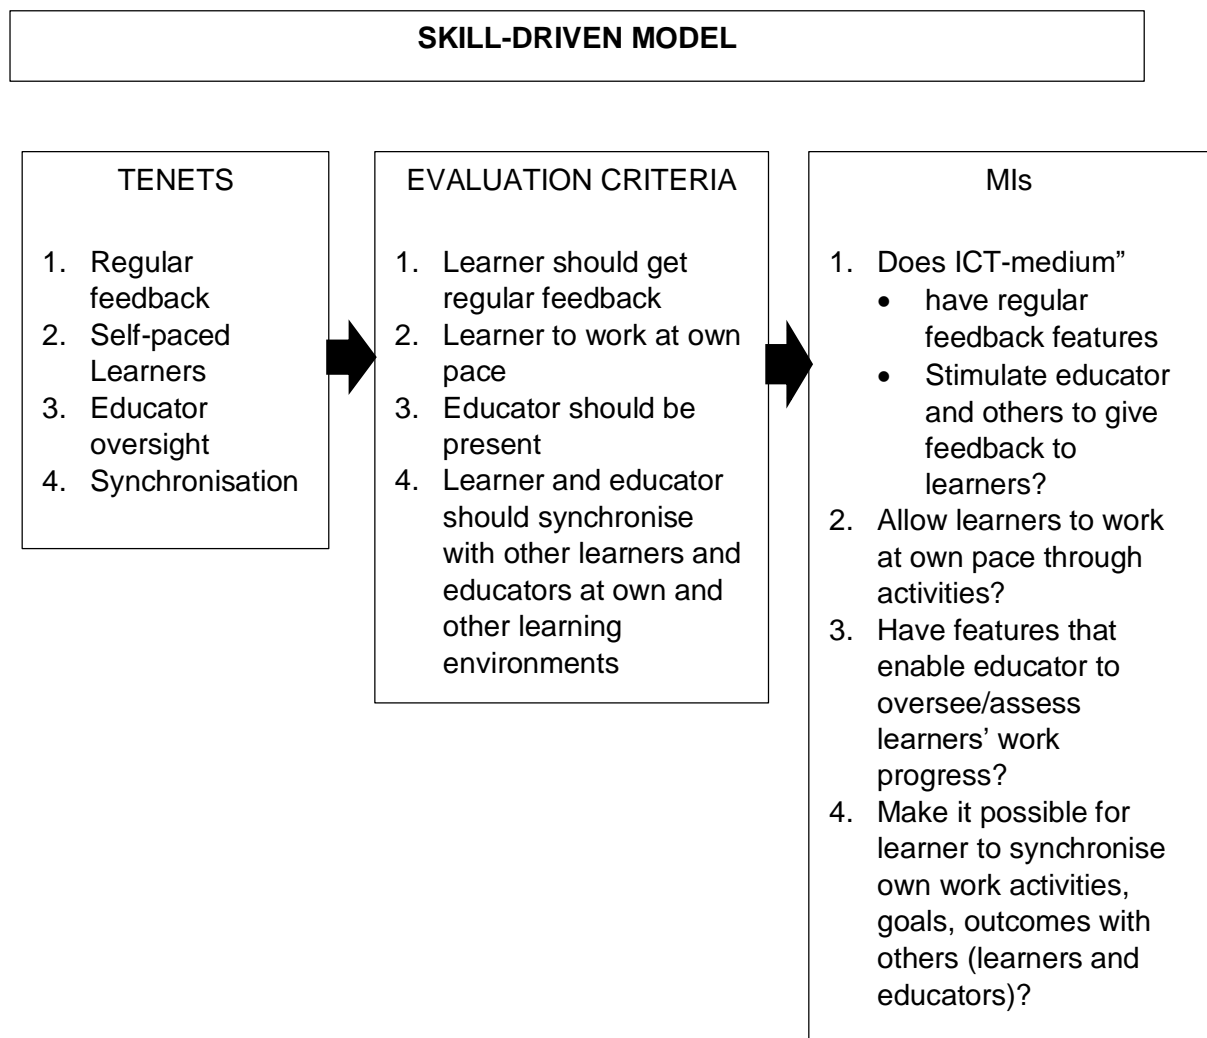 SKILL-DRIVEN MODEL
TENETS
1. Regular
feedback
2. Self-paced
Learners
3. Educator
oversight
4. Synchronisation
EVALUATION CRITERIA
1. Learner should get
regular feedback
2. Learner to work at own
pace
3. Educator should be
present
4. Learner and educator
should synchronise
with other learners and
educators at own and
other learning
environments
MIs
1. Does ICT-medium”
• have regular
feedback features
• Stimulate educator
and others to give
feedback to
learners?
2. Allow learners to work
at own pace through
activities?
3. Have features that
enable educator to
oversee/assess
learners’ work
progress?
4. Make it possible for
learner to synchronise
own work activities,
goals, outcomes with
others (learners and
educators)?